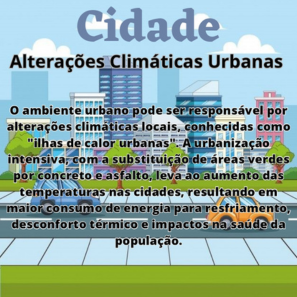 Cidade
Alterações Climáticas Urbanas
O ambiente urbano pode ser responsável por
alterações climáticas locais, conhecidas como
"ilhas de calor urbanas". A urbanização
intensiva, com a substituição de áreas verdes
por concreto e asfalto, leva ao aumento das
temperaturas nas cidades, resultando em
maior consumo de energia para resfriamento,
desconforto térmico e impactos na saúde da
população.